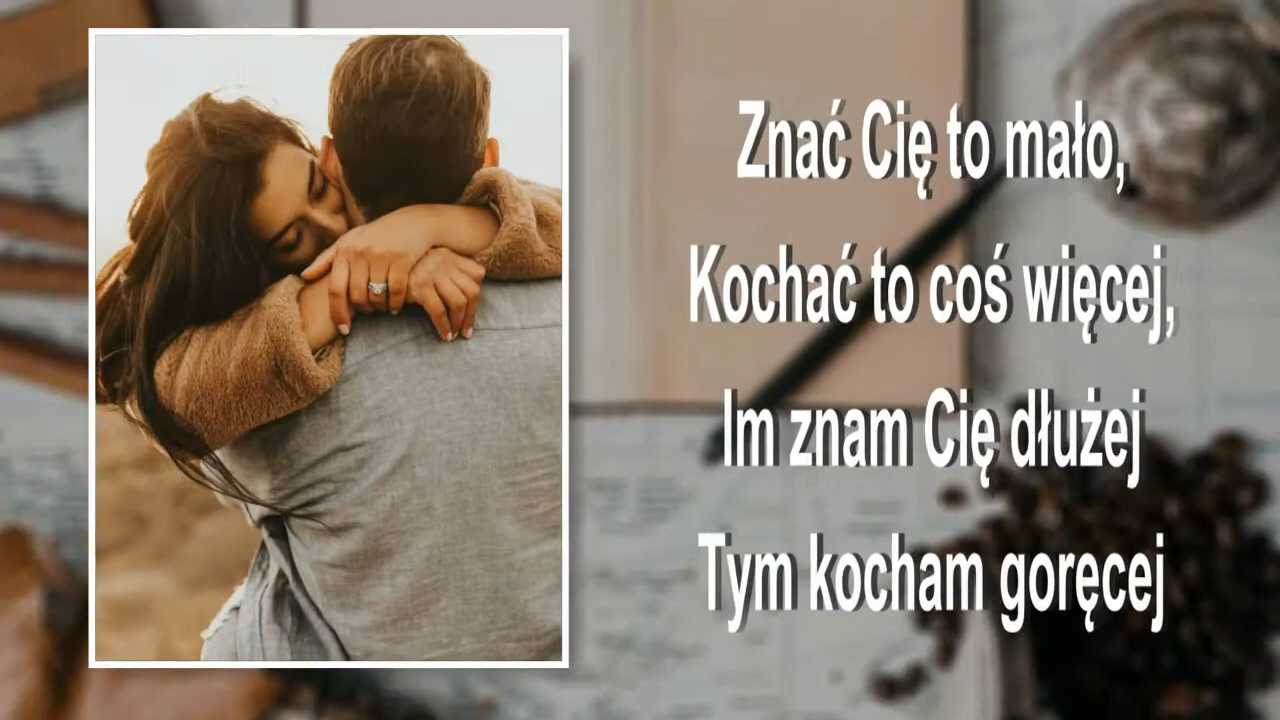 Znać Cię to mało,
Kochać to coś więcej,
Im znam Cię dłużej
Tym kocham goręcej